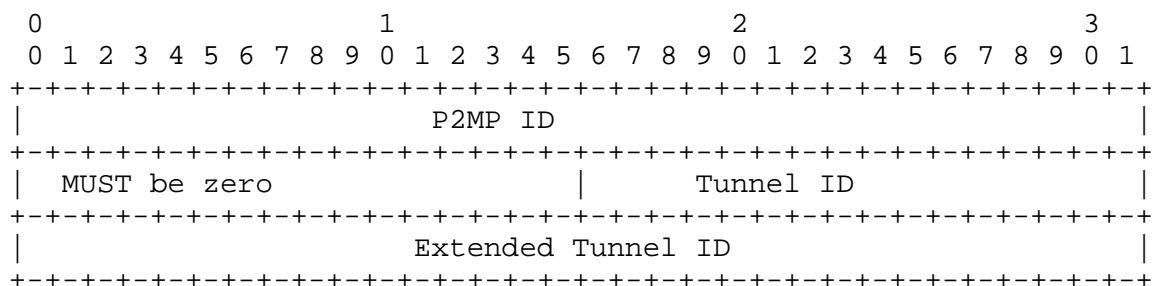 0                   1                   2                   3
 0 1 2 3 4 5 6 7 8 9 0 1 2 3 4 5 6 7 8 9 0 1 2 3 4 5 6 7 8 9 0 1
+-+-+-+-+-+-+-+-+-+-+-+-+-+-+-+-+-+-+-+-+-+-+-+-+-+-+-+-+-+-+-+-+
|                       P2MP ID                                 |
+-+-+-+-+-+-+-+-+-+-+-+-+-+-+-+-+-+-+-+-+-+-+-+-+-+-+-+-+-+-+-+-+
|  MUST be zero                 |      Tunnel ID                |
+-+-+-+-+-+-+-+-+-+-+-+-+-+-+-+-+-+-+-+-+-+-+-+-+-+-+-+-+-+-+-+-+
|                      Extended Tunnel ID                       |
+-+-+-+-+-+-+-+-+-+-+-+-+-+-+-+-+-+-+-+-+-+-+-+-+-+-+-+-+-+-+-+-+